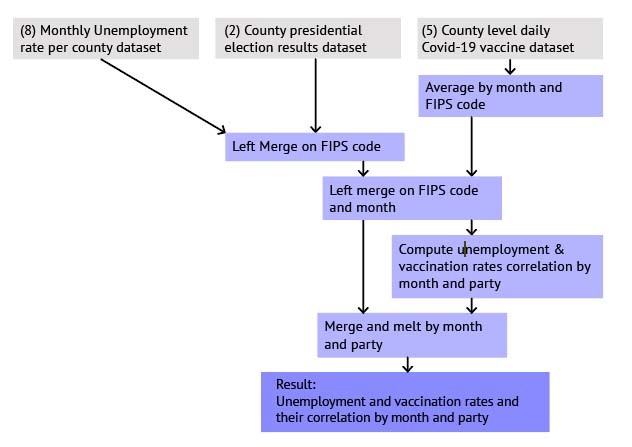 (8) Monthly Unemployment
rate per county dataset
(2) County presidential
election results dataset
(5) County level daily
Covid-19 vaccine dataset
Average by month and
FIPS code
Left Merge on FIPS code
Left merge on FIPS code
and month
Compute unemployment &
vaccination rates correlation by
month and party
Merge and melt by month
and party
Result:
Unemployment and vaccination rates and
their correlation by month and party